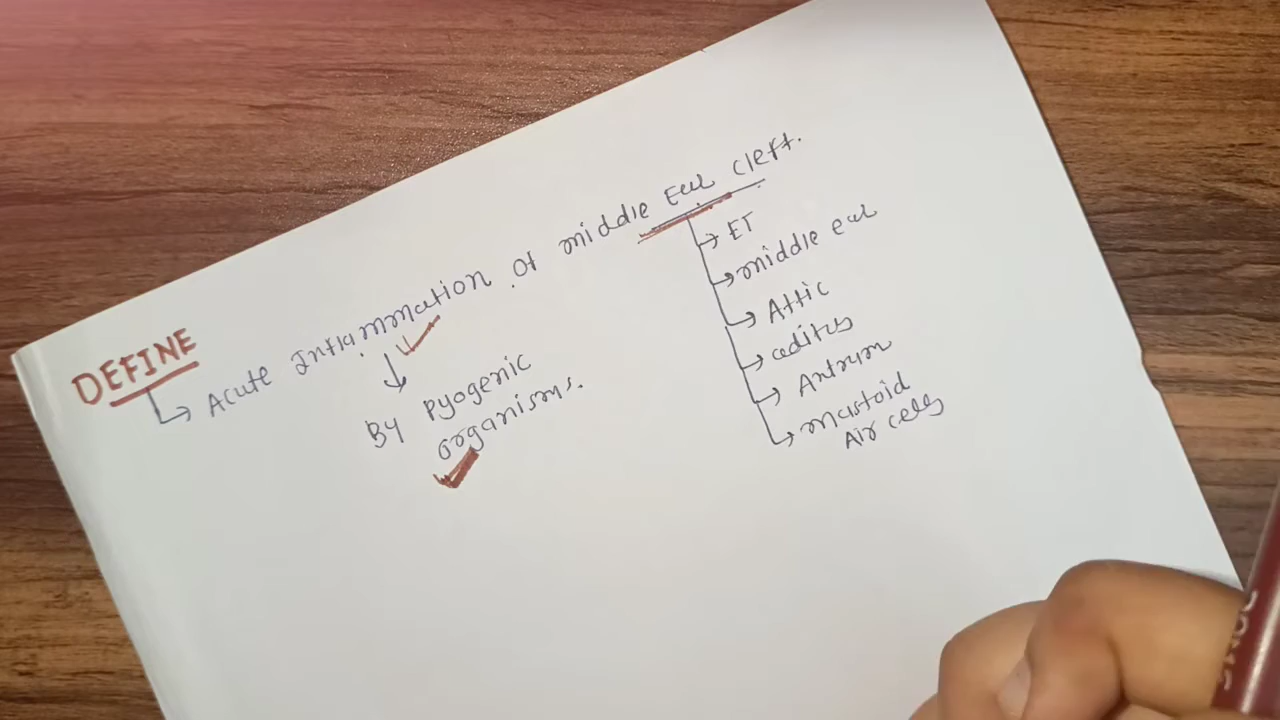 DEFINE
Acute Inflammation of middle Ear cleft.
By Pyogenic
organisms.
ET
middle ear
Attic
aditus
Antrum
mastoid
Air cells